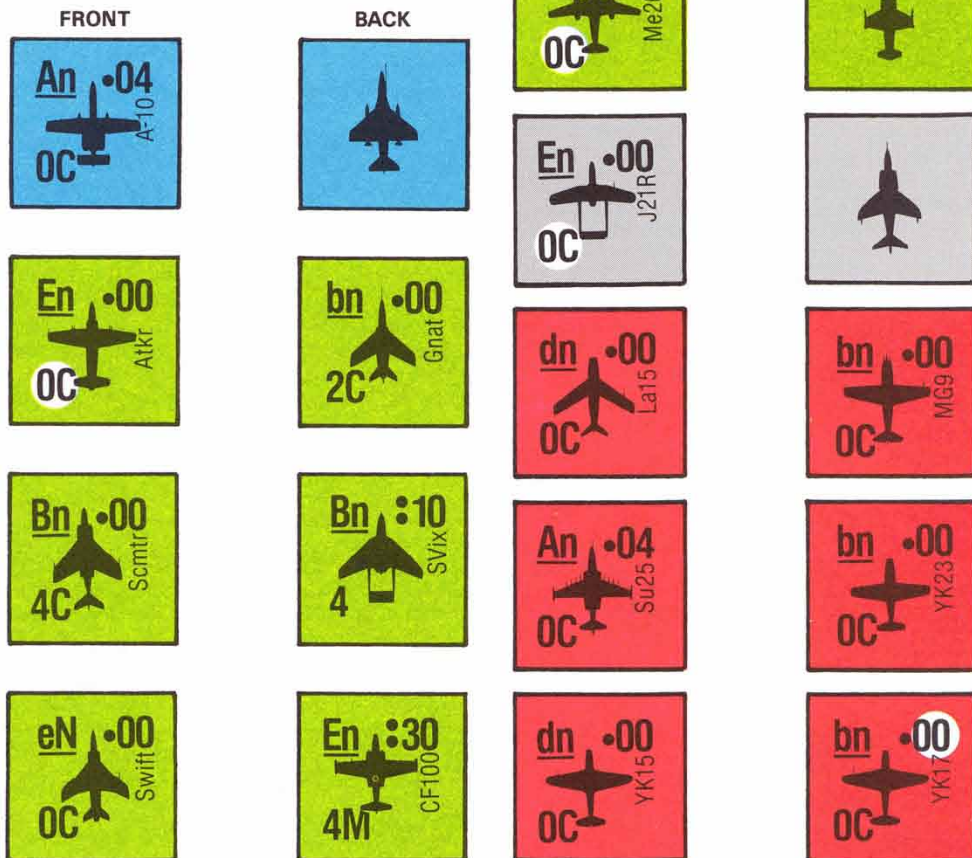 FRONT
BACK
An •04
A-10
0C
En •00
Atkr
0C
bn •00
Gnat
2C
Bn •00
Scmtr
4C
Bn :10
SVix
4
eN •00
Swift
0C
En :30
CF100
4M
0C
En •00
J21R
0C
dn •00
La15
0C
bn •00
MG9
0C
An •04
Su25
0C
bn •00
YK23
0C
dn •00
YK15
0C
bn •00
YK17
0C